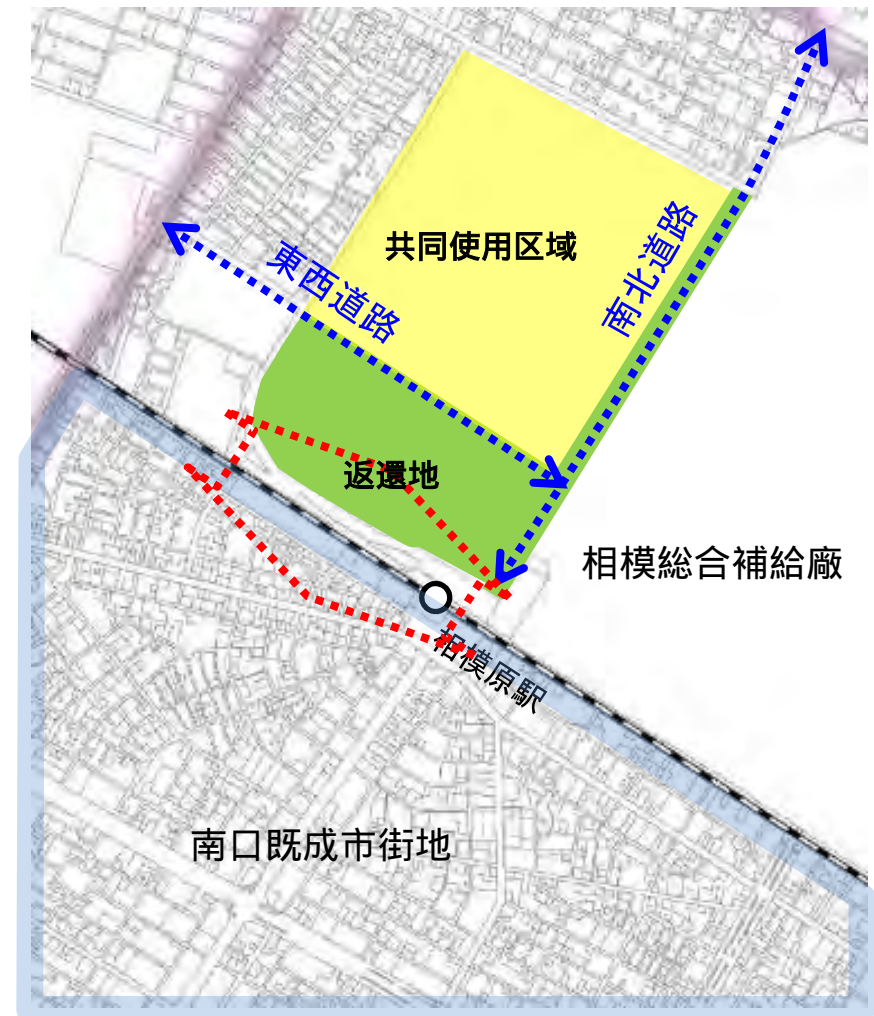 共同使用区域
南北道路
東西道路
返還地
相模総合補給廠
相模原駅
南口既成市街地